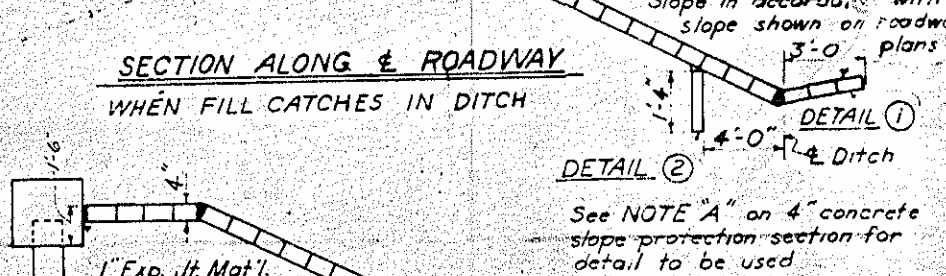 Slope in accorda. with
slope shown on roadw
plans
3'-0"
SECTION ALONG ℄ ROADWAY
WHEN FILL CATCHES IN DITCH
1'-4"
DETAIL 1
4'-0"
℄ Ditch
DETAIL 2
1'-6"
4"
See NOTE "A" on 4" concrete
slope protection section for
detail to be used
1" Exp. Jt. Mat'l.